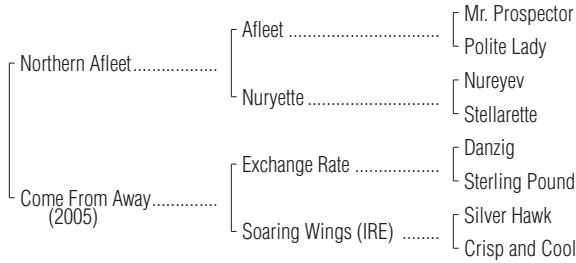 Mr. Prospector
Afleet
Polite Lady
Northern Afleet
Nureyev
Nuryette
Stellarette
Danzig
Exchange Rate
Sterling Pound
Come From Away
(2005)
Silver Hawk
Soaring Wings (IRE)
Crisp and Cool